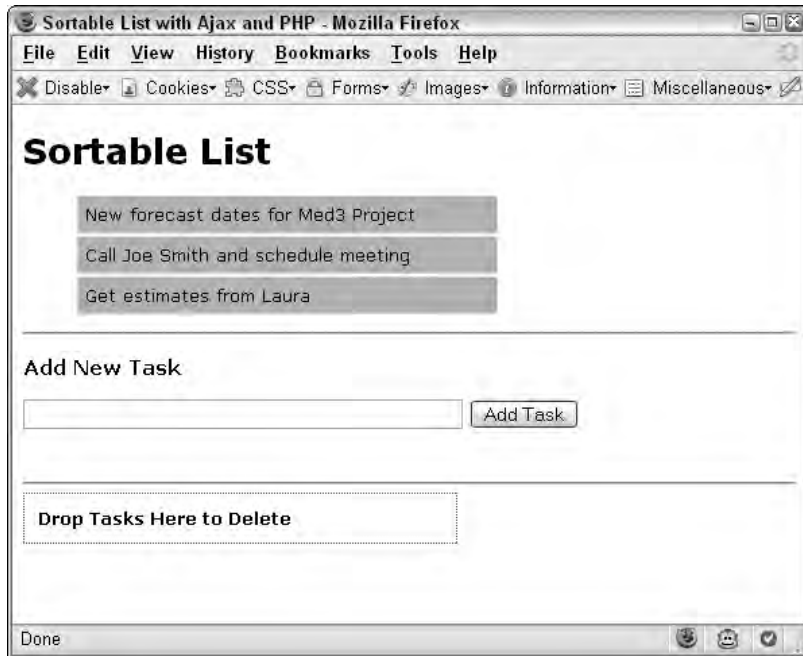 Sortable List with Ajax and PHP - Mozilla Firefox
File Edit View History Bookmarks Tools Help
Disable Cookies CSS Forms Images Information Miscellaneous
Sortable List
New forecast dates for Med3 Project
Call Joe Smith and schedule meeting
Get estimates from Laura
Add New Task
Add Task
Drop Tasks Here to Delete
Done